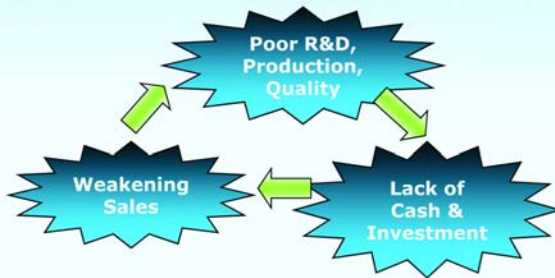 Poor R&D,
Production,
Quality
Weakening
Sales
Lack of
Cash &
Investment